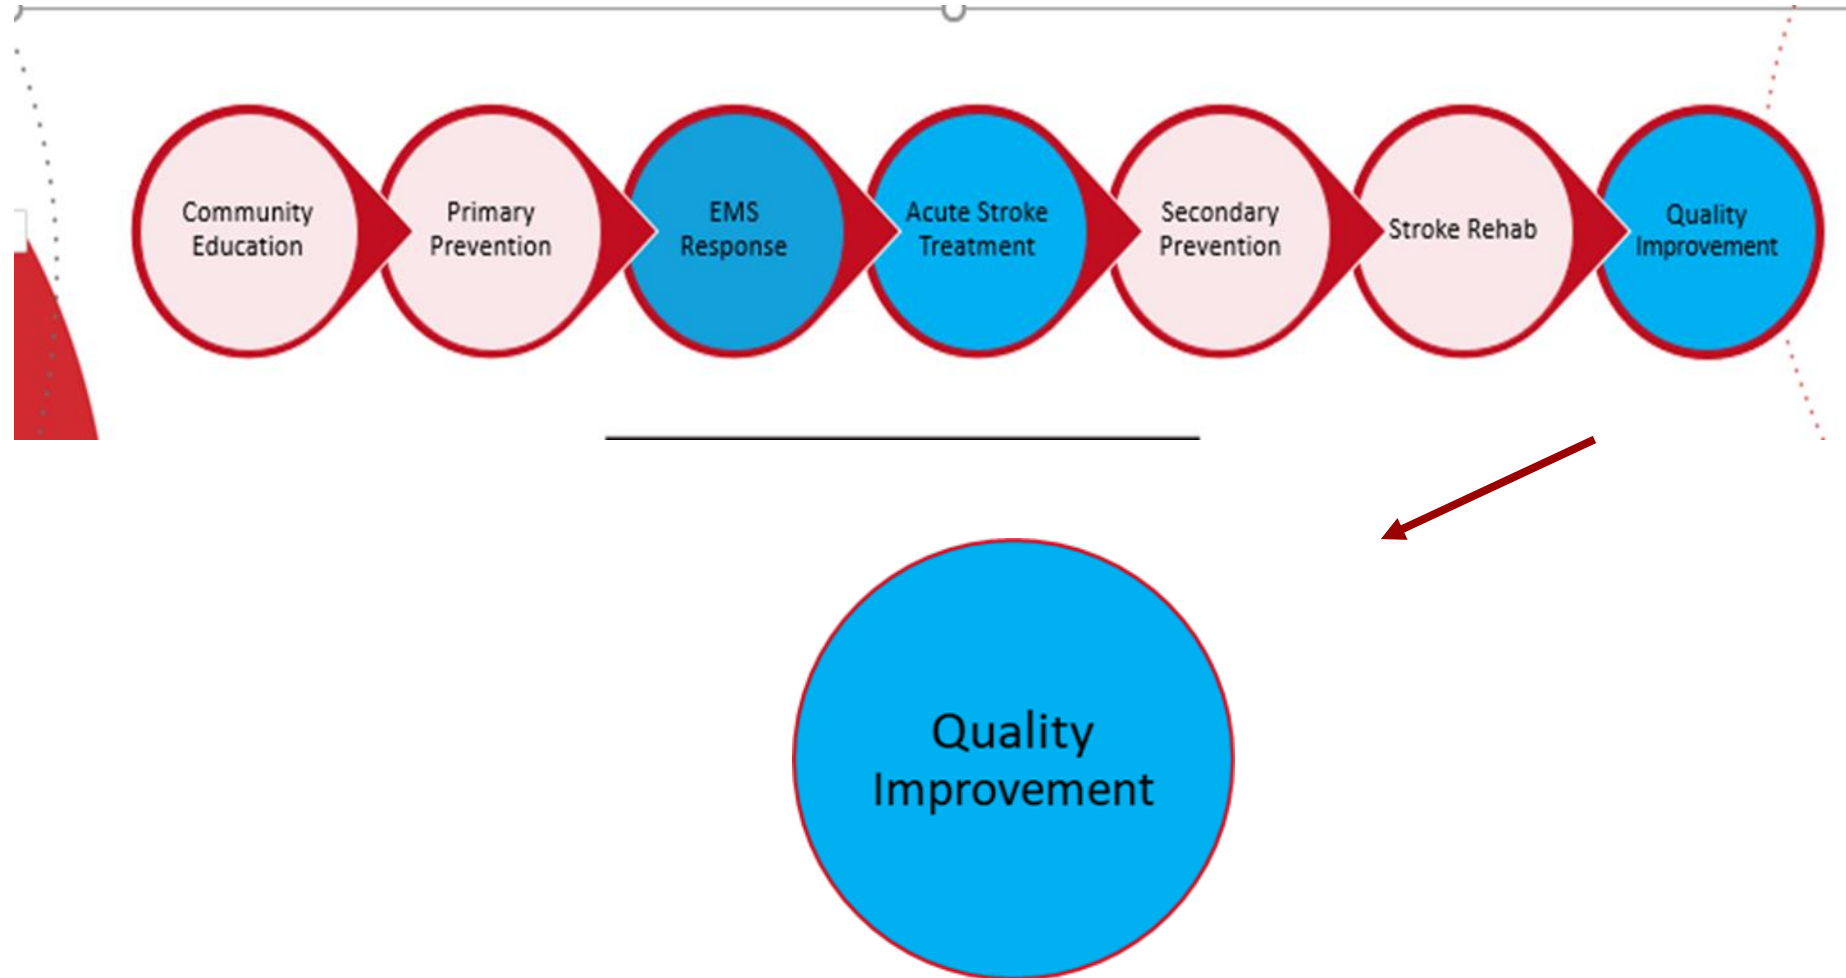 Community
Education
Primary
Prevention
EMS
Response
Acute Stroke
Treatment
Secondary
Prevention
Stroke Rehab
Quality
Improvement
Quality
Improvement